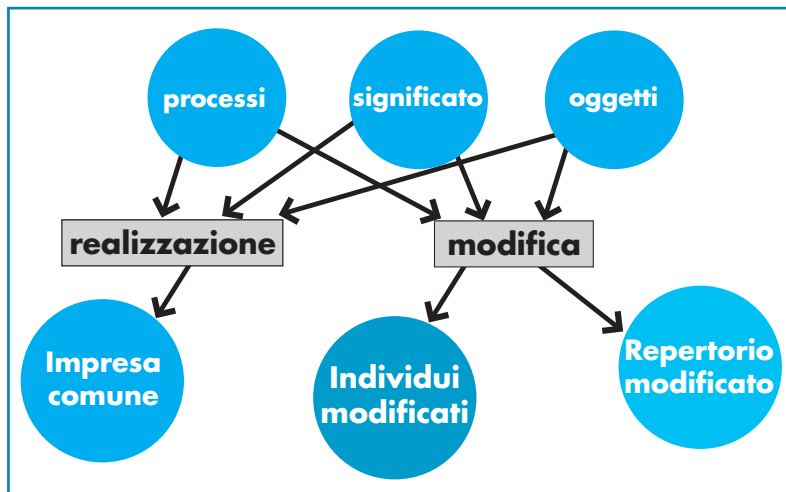 processi
significato
oggetti
realizzazione
modifica
Impresa
comune
Individui
modificati
Repertorio
modificato